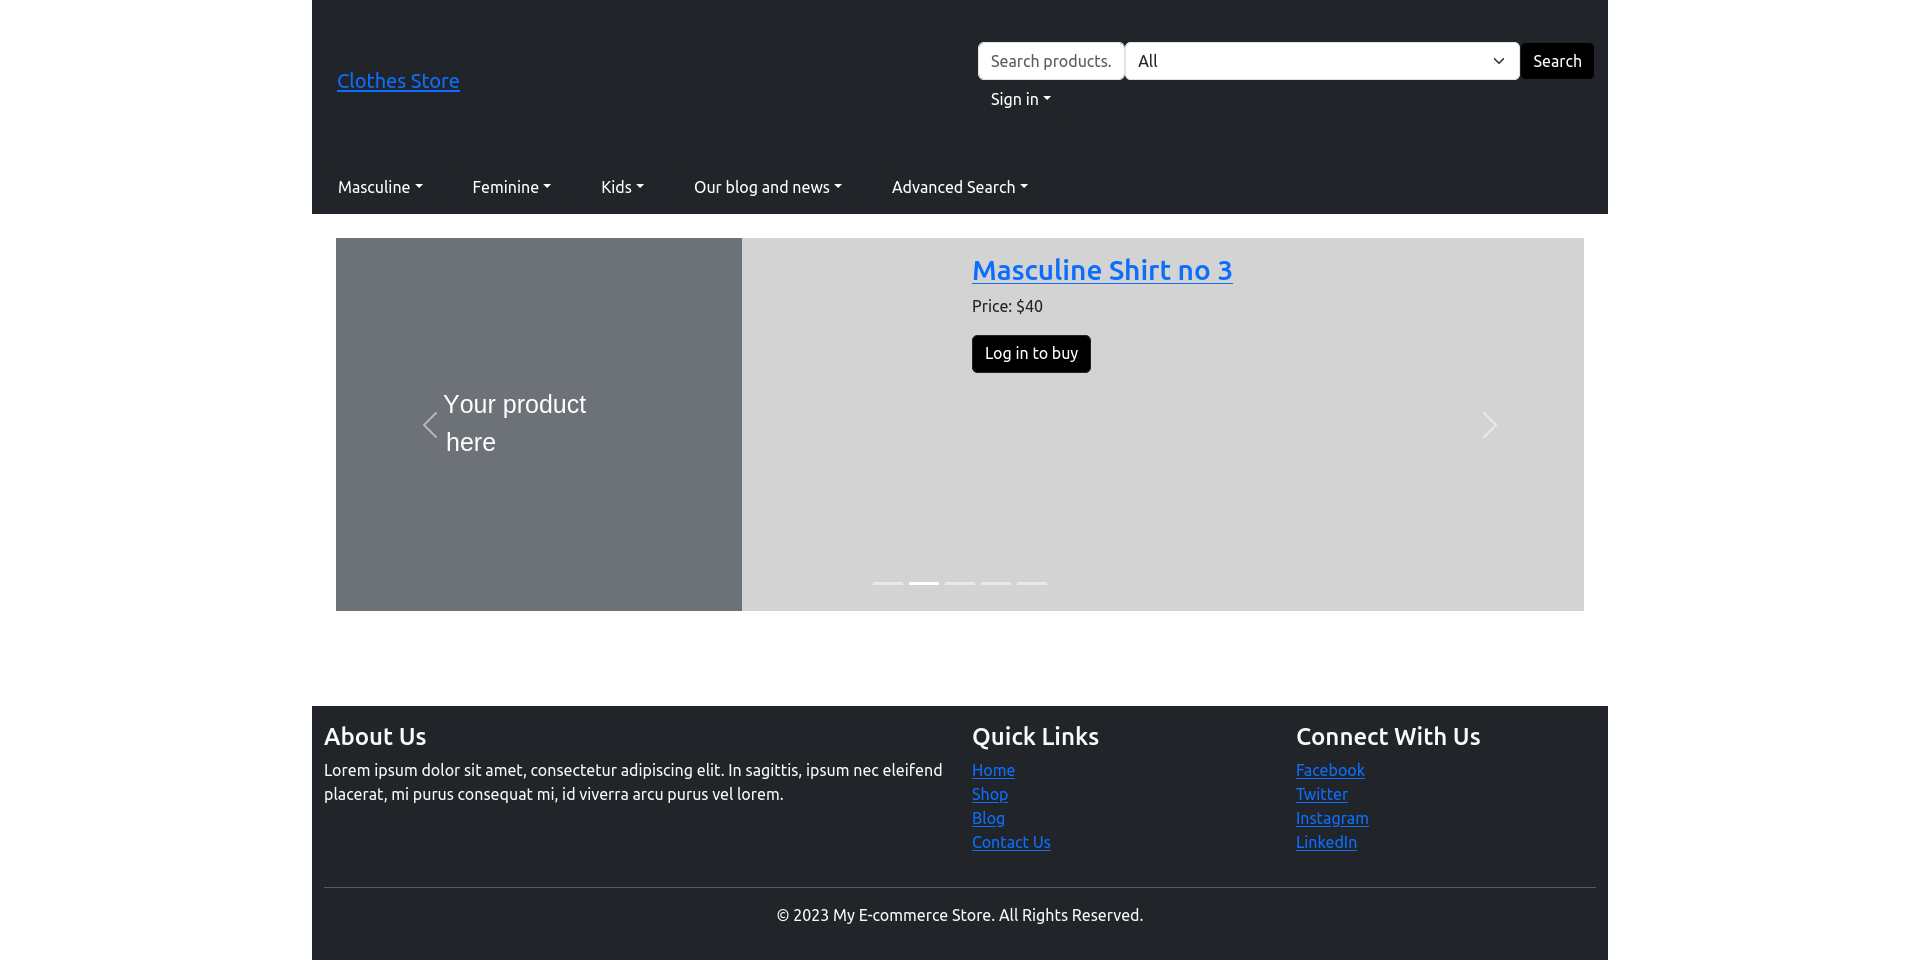 Clothes Store
Search products.
All
Search
Sign in
Masculine
Feminine
Kids
Our blog and news
Advanced Search
Your product
here
Masculine Shirt no 3
Price: $40
Log in to buy
About Us
Lorem ipsum dolor sit amet, consectetur adipiscing elit. In sagittis, ipsum nec eleifend
placerat, mi purus consequat mi, id viverra arcu purus vel lorem.
Quick Links
Home
Shop
Blog
Contact Us
Connect With Us
Facebook
Twitter
Instagram
LinkedIn
© 2023 My E-commerce Store. All Rights Reserved.